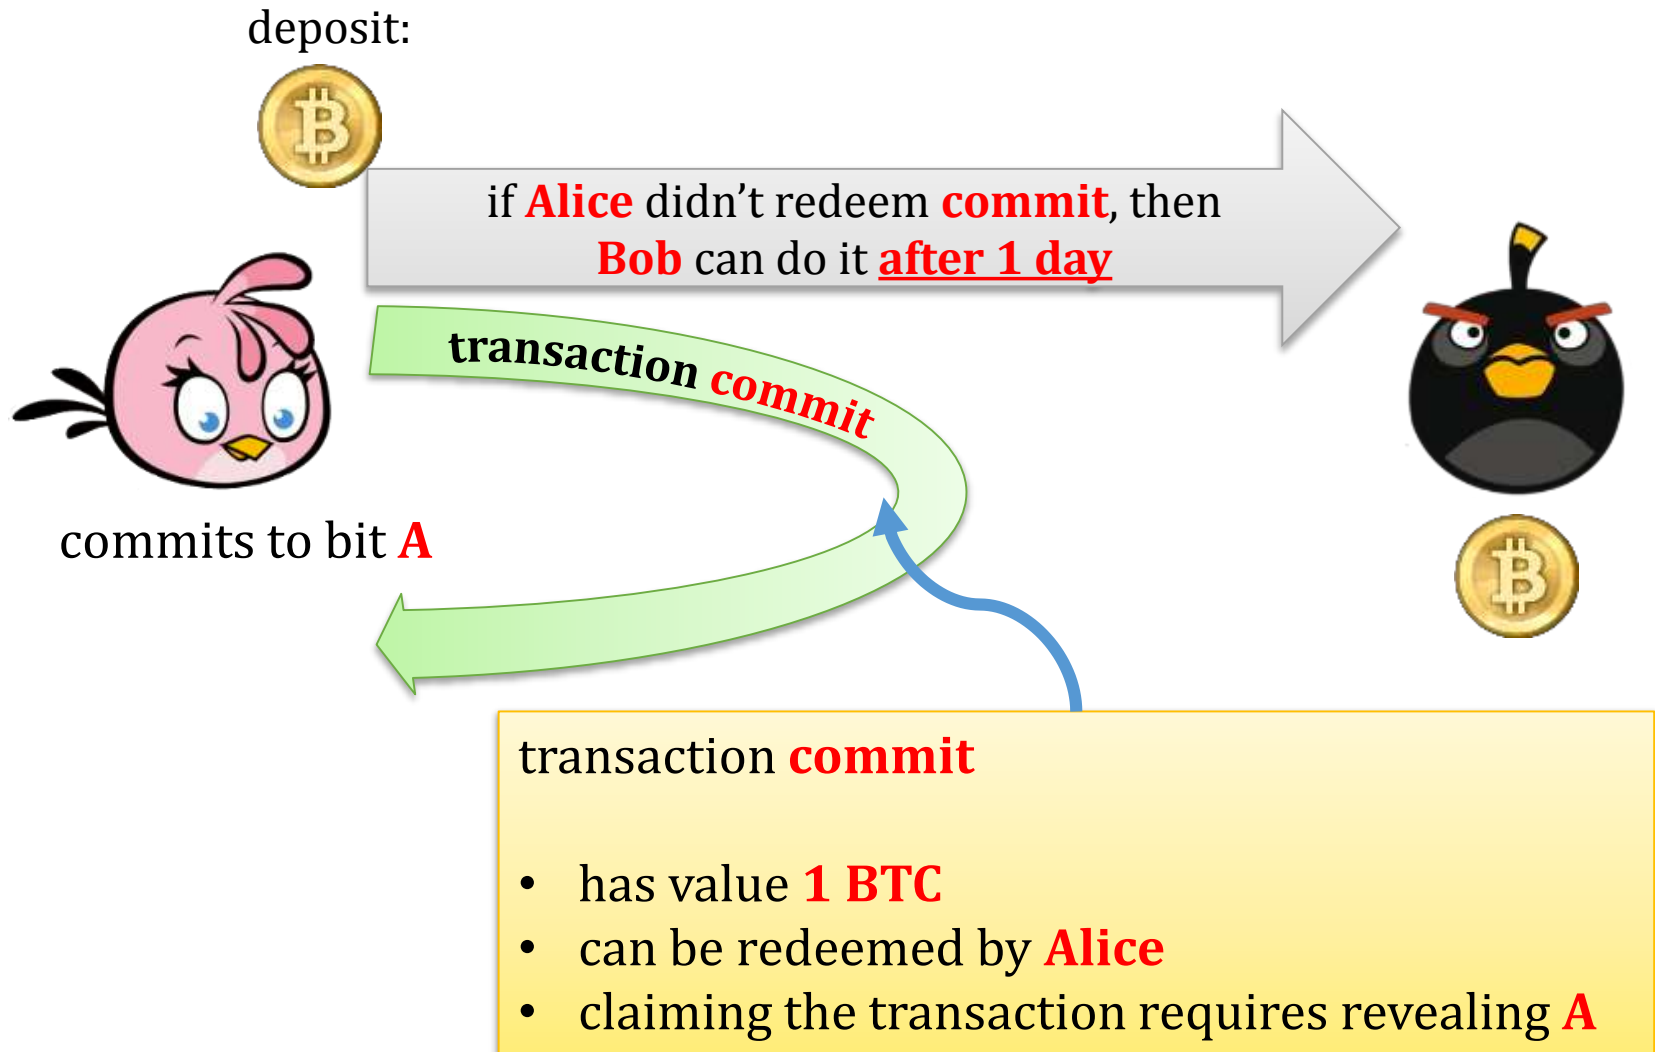 deposit:
if Alice didn’t redeem commit, then
Bob can do it after 1 day
transaction commit
commits to bit A
transaction commit
• has value 1 BTC
• can be redeemed by Alice
• claiming the transaction requires revealing A